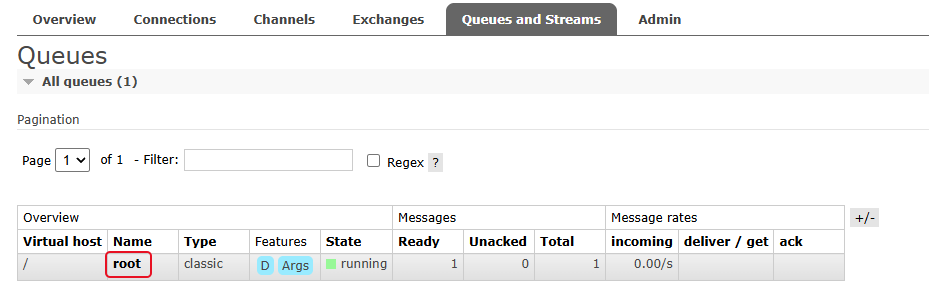 Overview Connections Channels Exchanges Queues and Streams Admin
Queues
All queues (1)
Pagination
Page 1 of 1 - Filter: Regex ?
Overview Messages Message rates +/-
Virtual host Name Type Features State Ready Unacked Total incoming deliver / get ack
/ root classic D Args running 1 0 1 0.00/s